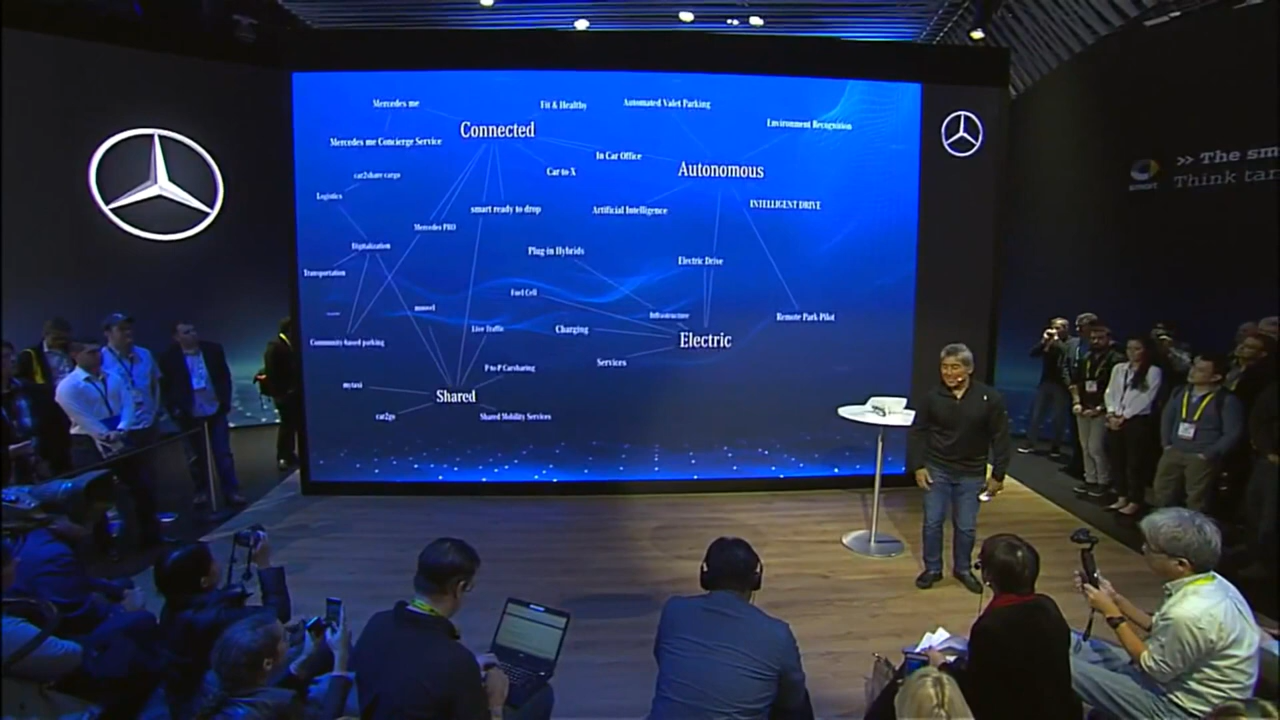 Mercedes me
Fit & Healthy
Automated Valet Parking
Connected
Environment Recognition
Mercedes me Concierge Service
In Car Office
Car to X
Autonomous
car2share cargo
Logistics
smart ready to drop
Artificial Intelligence
INTELLIGENT DRIVE
Mercedes PRO
Digitalization
Plug-in Hybrids
Electric Drive
Transportation
Fuel Cell
moovel
Infrastructure
Remote Park Pilot
Live Traffic
Charging
Community-based parking
Electric
Services
P to P Carsharing
mytaxi
Shared
car2go
Shared Mobility Services
smart
>> The sm
Think tar